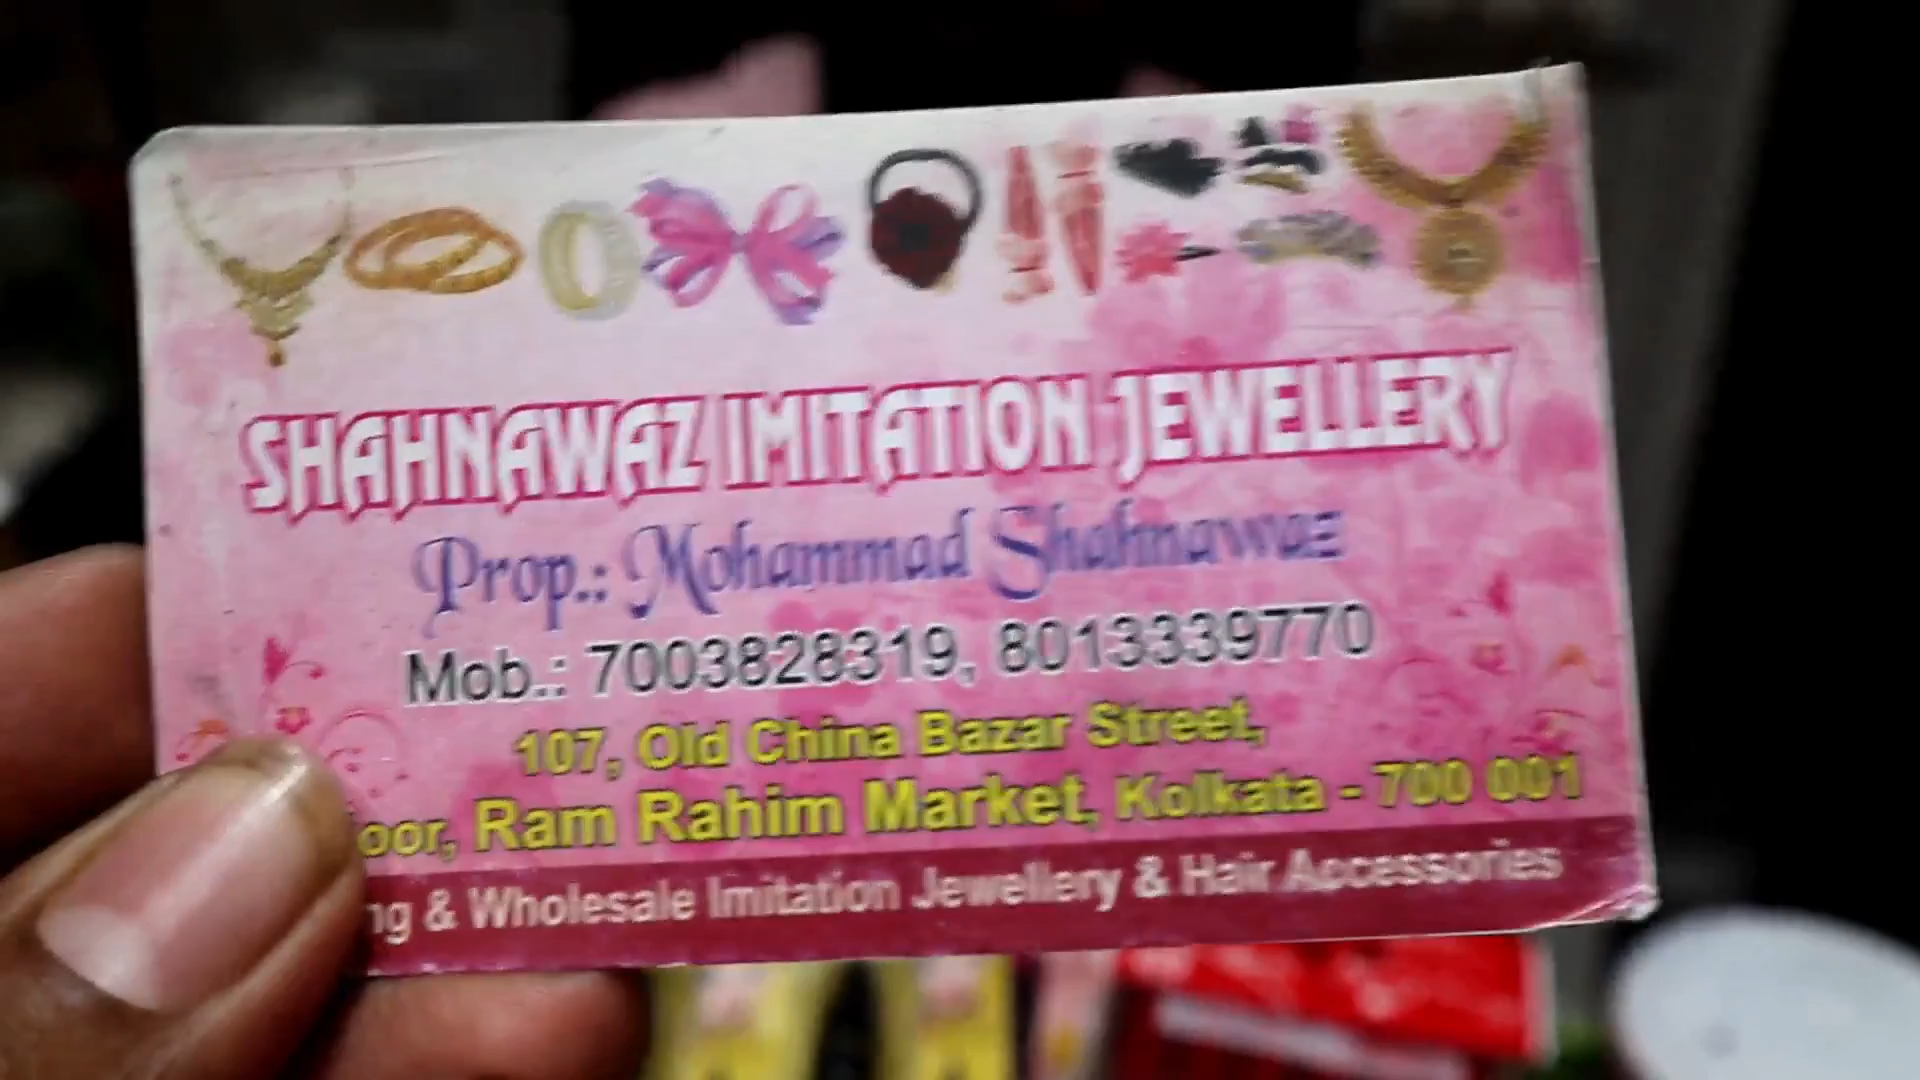 SHAHNAWAZ IMITATION JEWELLERY
Prop.: Mohammad Shahnawaz
Mob.: 7003828319, 8013339770
107, Old China Bazar Street,
oor, Ram Rahim Market, Kolkata - 700 001
ng & Wholesale Imitation Jewellery & Hair Accessories